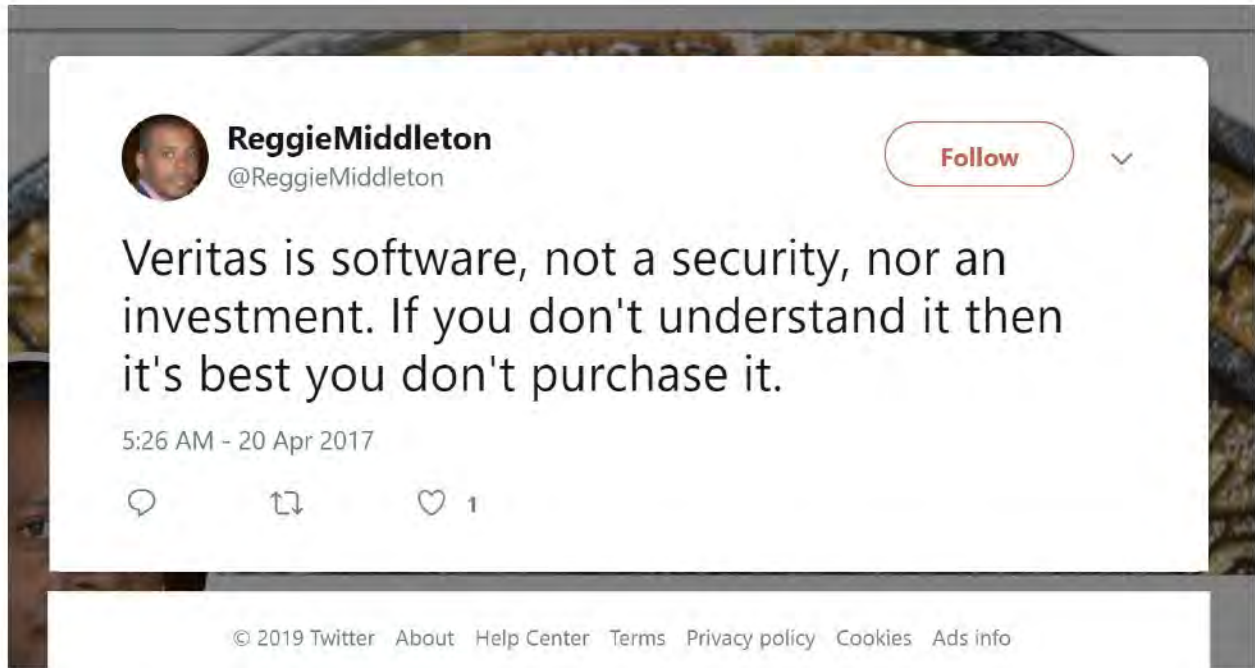 ReggieMiddleton
@ReggieMiddleton
Follow
Veritas is software, not a security, nor an
investment. If you don't understand it then
it's best you don't purchase it.
5:26 AM - 20 Apr 2017
1
© 2019 Twitter About Help Center Terms Privacy policy Cookies Ads info